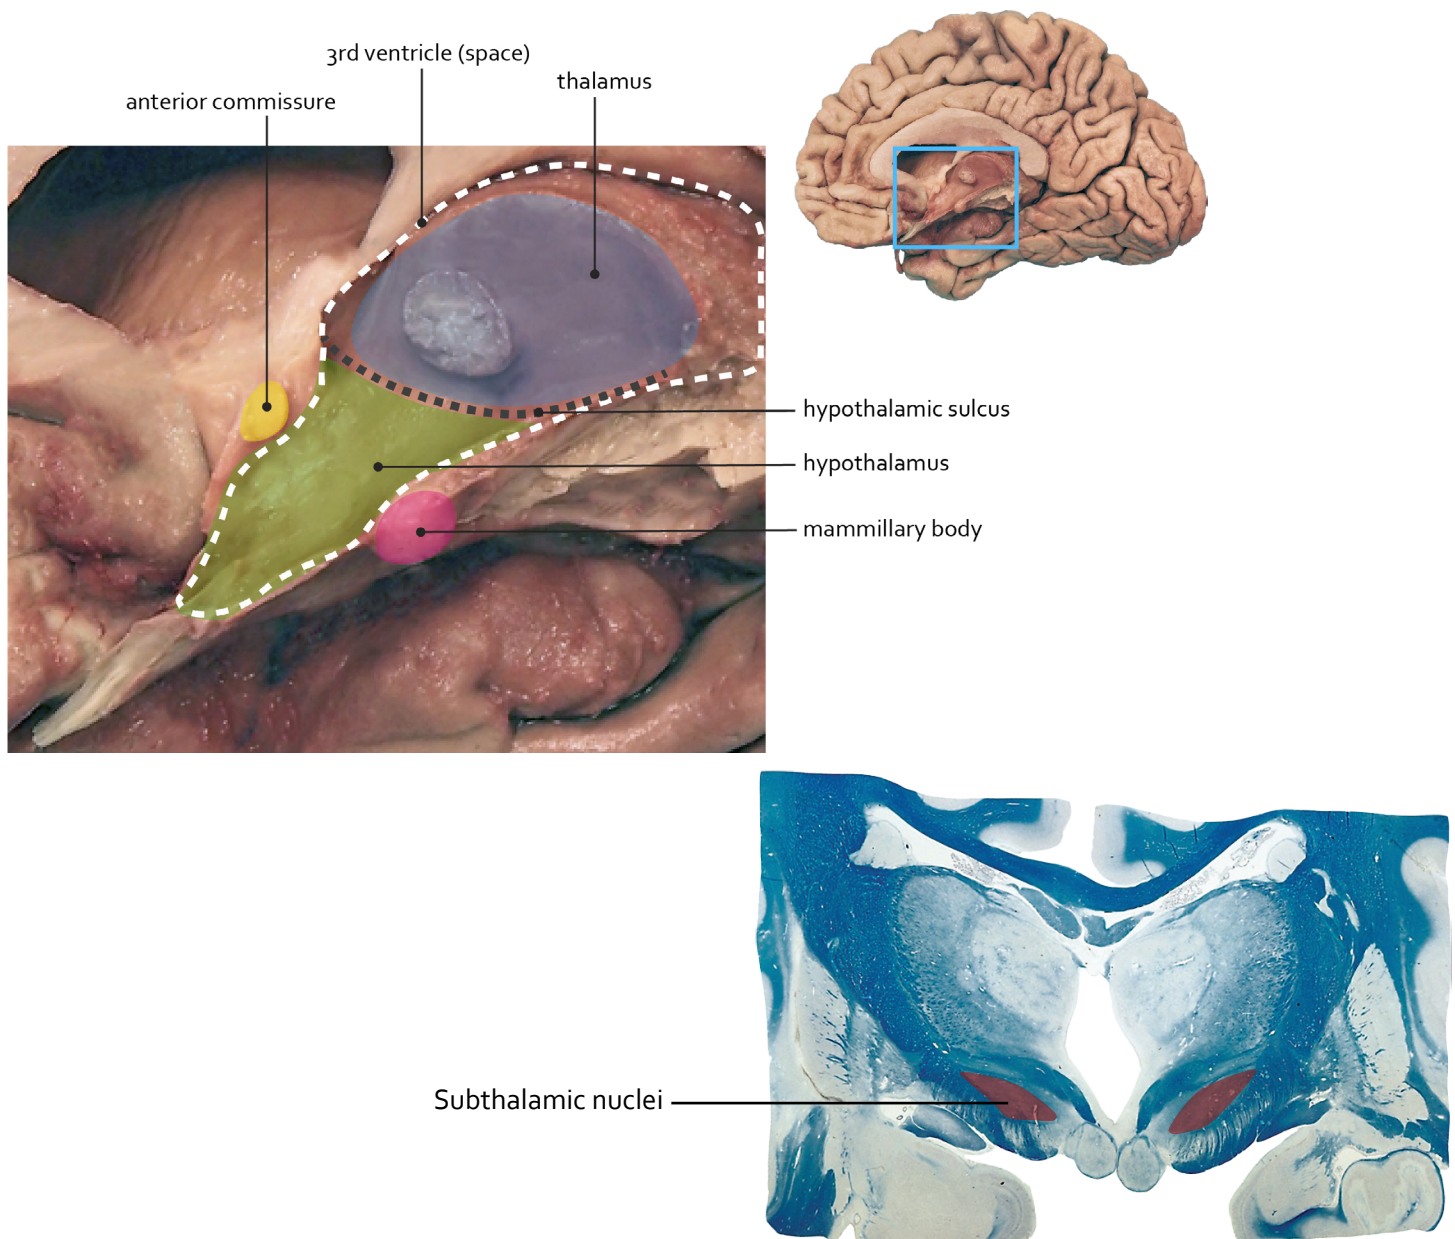 3rd ventricle (space)
thalamus
anterior commissure
hypothalamic sulcus
hypothalamus
mammillary body
Subthalamic nuclei